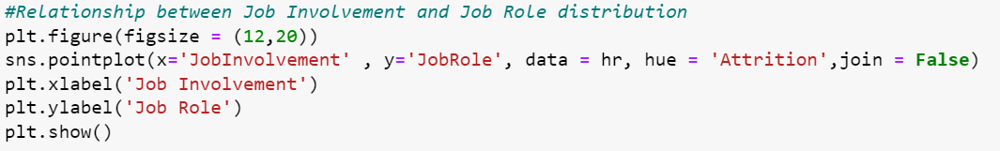 #Relationship between Job Involvement and Job Role distribution
plt.figure(figsize = (12,20))
sns.pointplot(x='JobInvolvement' , y='JobRole', data = hr, hue = 'Attrition',join = False)
plt.xlabel('Job Involvement')
plt.ylabel('Job Role')
plt.show()